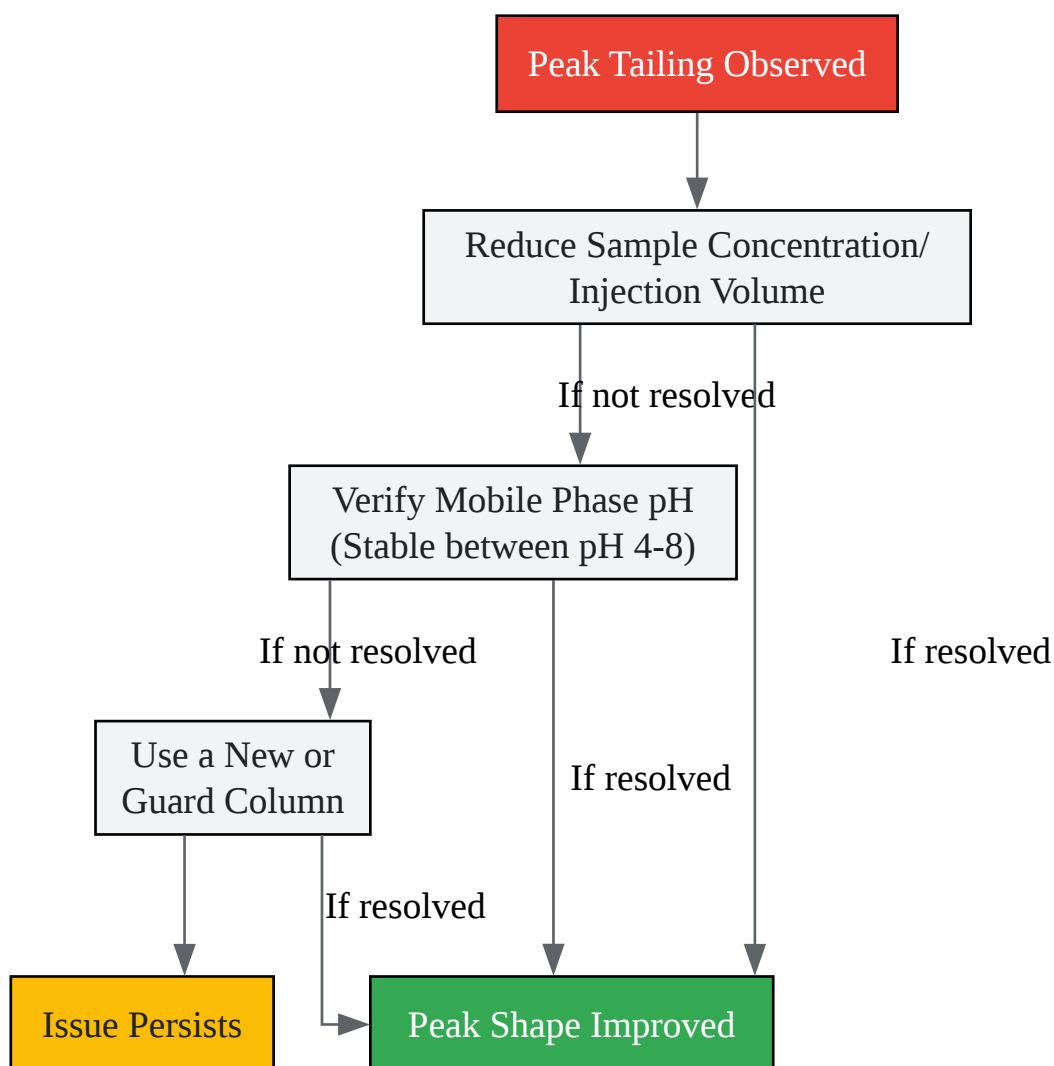 Peak Tailing Observed
Reduce Sample Concentration/
Injection Volume
If not resolved
Verify Mobile Phase pH
(Stable between pH 4-8)
If not resolved
If resolved
Use a New or
Guard Column
If resolved
If resolved
Issue Persists
Peak Shape Improved